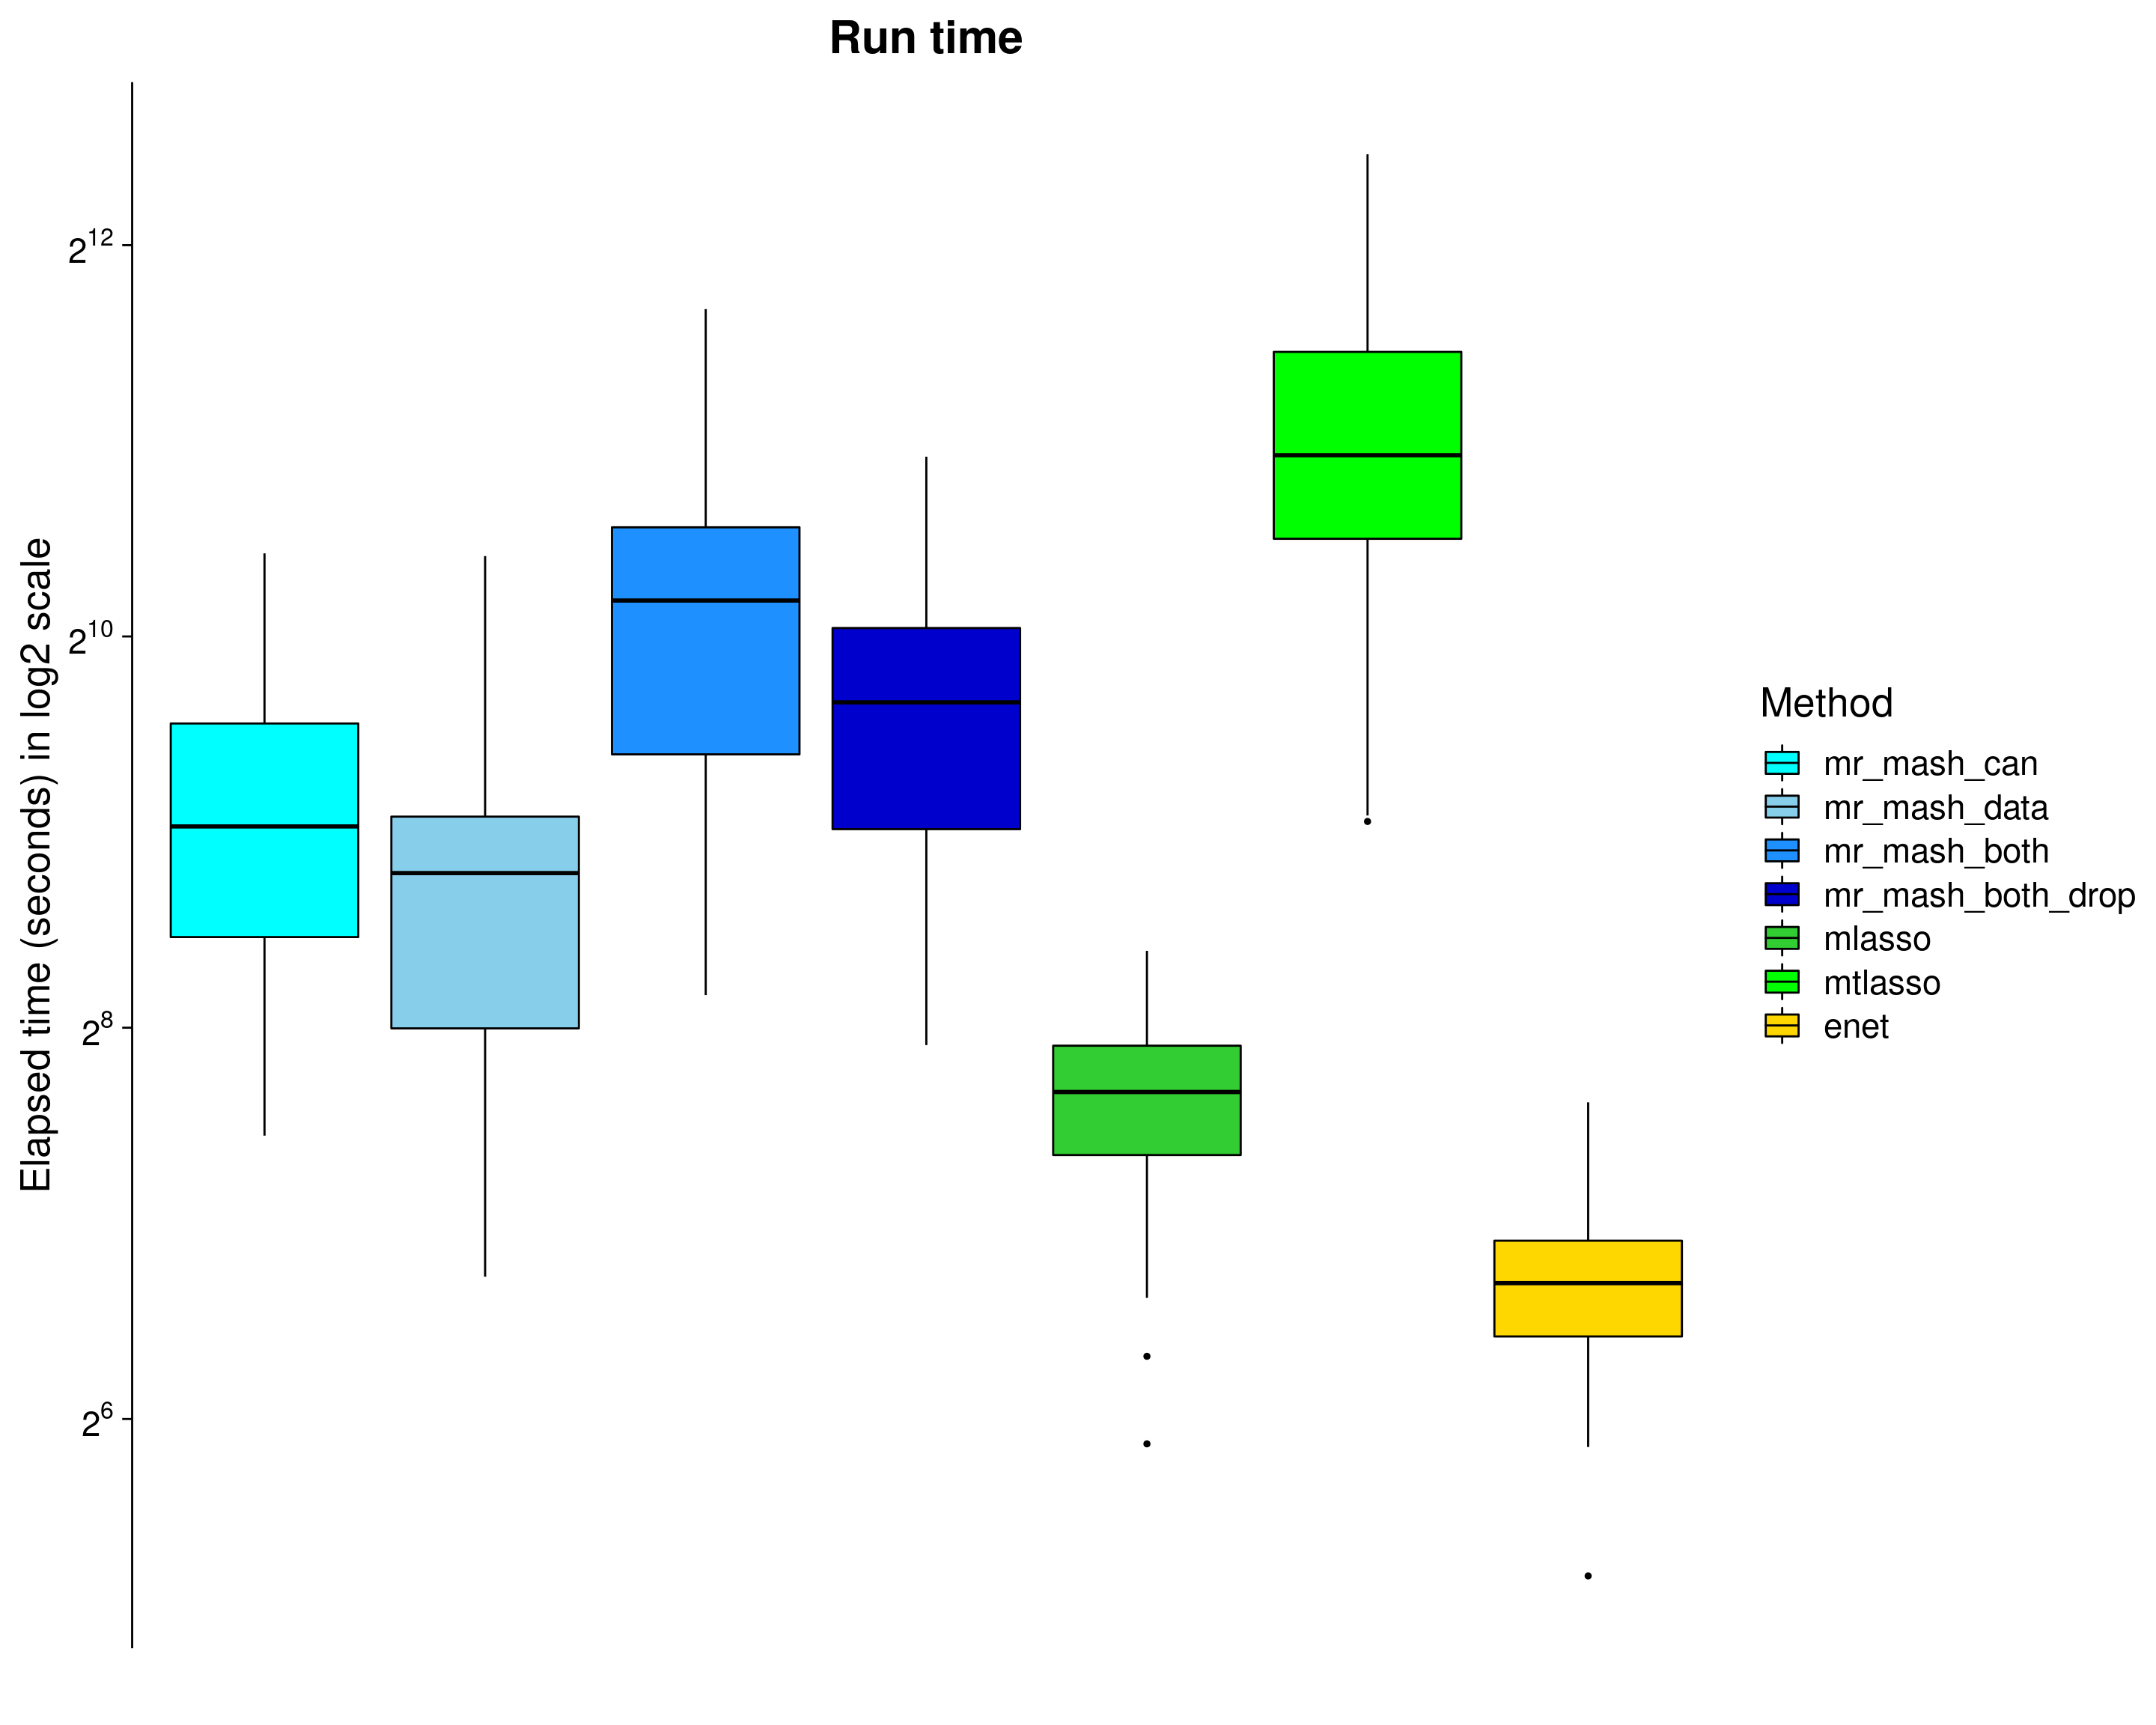 Run time
Elapsed time (seconds) in log2 scale
2^12
2^10
2^8
2^6
Method
mr_mash_can
mr_mash_data
mr_mash_both
mr_mash_both_drop
mlasso
mtlasso
enet